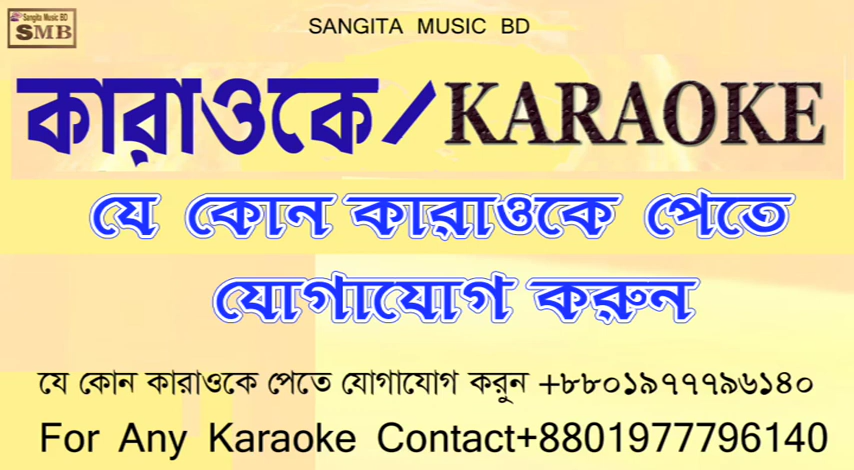 Sangita Music BD
SMB
SANGITA MUSIC BD
কারাওকে/KARAOKE
যে কোন কারাওকে পেতে
যোগাযোগ করুন
যে কোন কারাওকে পেতে যোগাযোগ করুন +৮৮০১৯৭৭৭৯৬১৪০
For Any Karaoke Contact+8801977796140